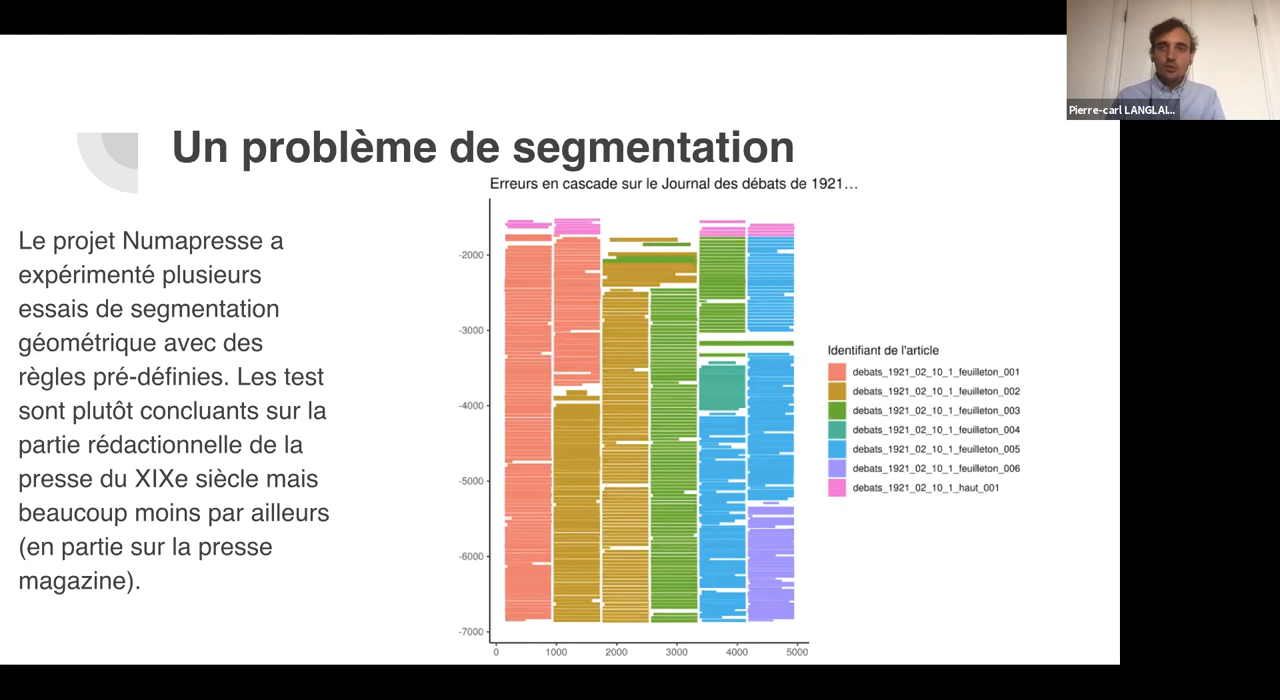 Pierre-carl LANGLAI...
Un problème de segmentation
Erreurs en cascade sur le Journal des débats de 1921...
Le projet Numapresse a
expérimenté plusieurs
essais de segmentation
géométrique avec des
règles pré-définies. Les test
sont plutôt concluants sur la
partie rédactionnelle de la
presse du XIXe siècle mais
beaucoup moins par ailleurs
(en partie sur la presse
magazine).
-2000
-3000
-4000
-5000
-6000
-7000
0 1000 2000 3000 4000 5000
Identifiant de l'article
debats_1921_02_10_1_feuilleton_001
debats_1921_02_10_1_feuilleton_002
debats_1921_02_10_1_feuilleton_003
debats_1921_02_10_1_feuilleton_004
debats_1921_02_10_1_feuilleton_005
debats_1921_02_10_1_feuilleton_006
debats_1921_02_10_1_haut_001